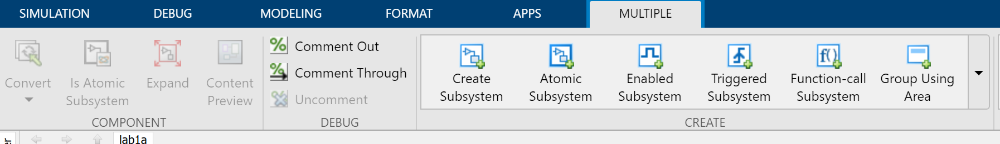 SIMULATION DEBUG MODELING FORMAT APPS MULTIPLE
Convert
Is Atomic
Subsystem
Expand
Content
Preview
COMPONENT
Comment Out
Comment Through
Uncomment
DEBUG
Create
Subsystem
Atomic
Subsystem
Enabled
Subsystem
Triggered
Subsystem
f()
Function-call
Subsystem
Group Using
Area
CREATE
er
lab1a